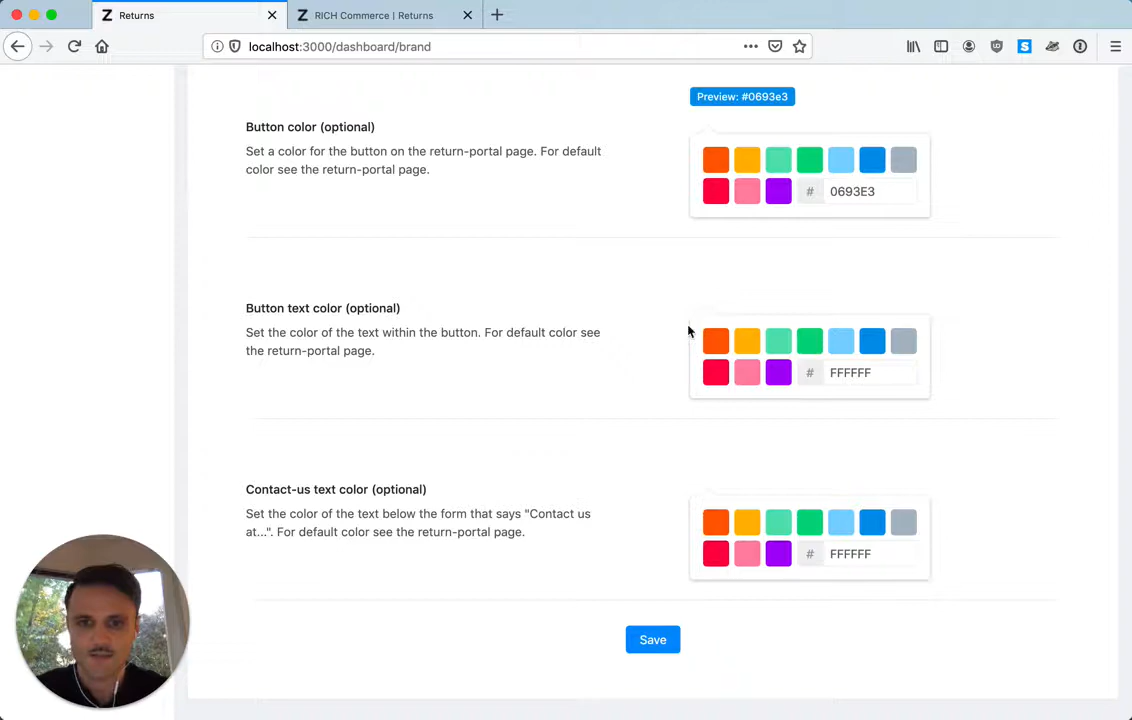 Z Returns
Z RICH Commerce | Returns
localhost:3000/dashboard/brand
Preview: #0693e3
Button color (optional)
Set a color for the button on the return-portal page. For default
color see the return-portal page.
# 0693E3
Button text color (optional)
Set the color of the text within the button. For default color see
the return-portal page.
# FFFFFF
Contact-us text color (optional)
Set the color of the text below the form that says "Contact us
at...". For default color see the return-portal page.
# FFFFFF
Save